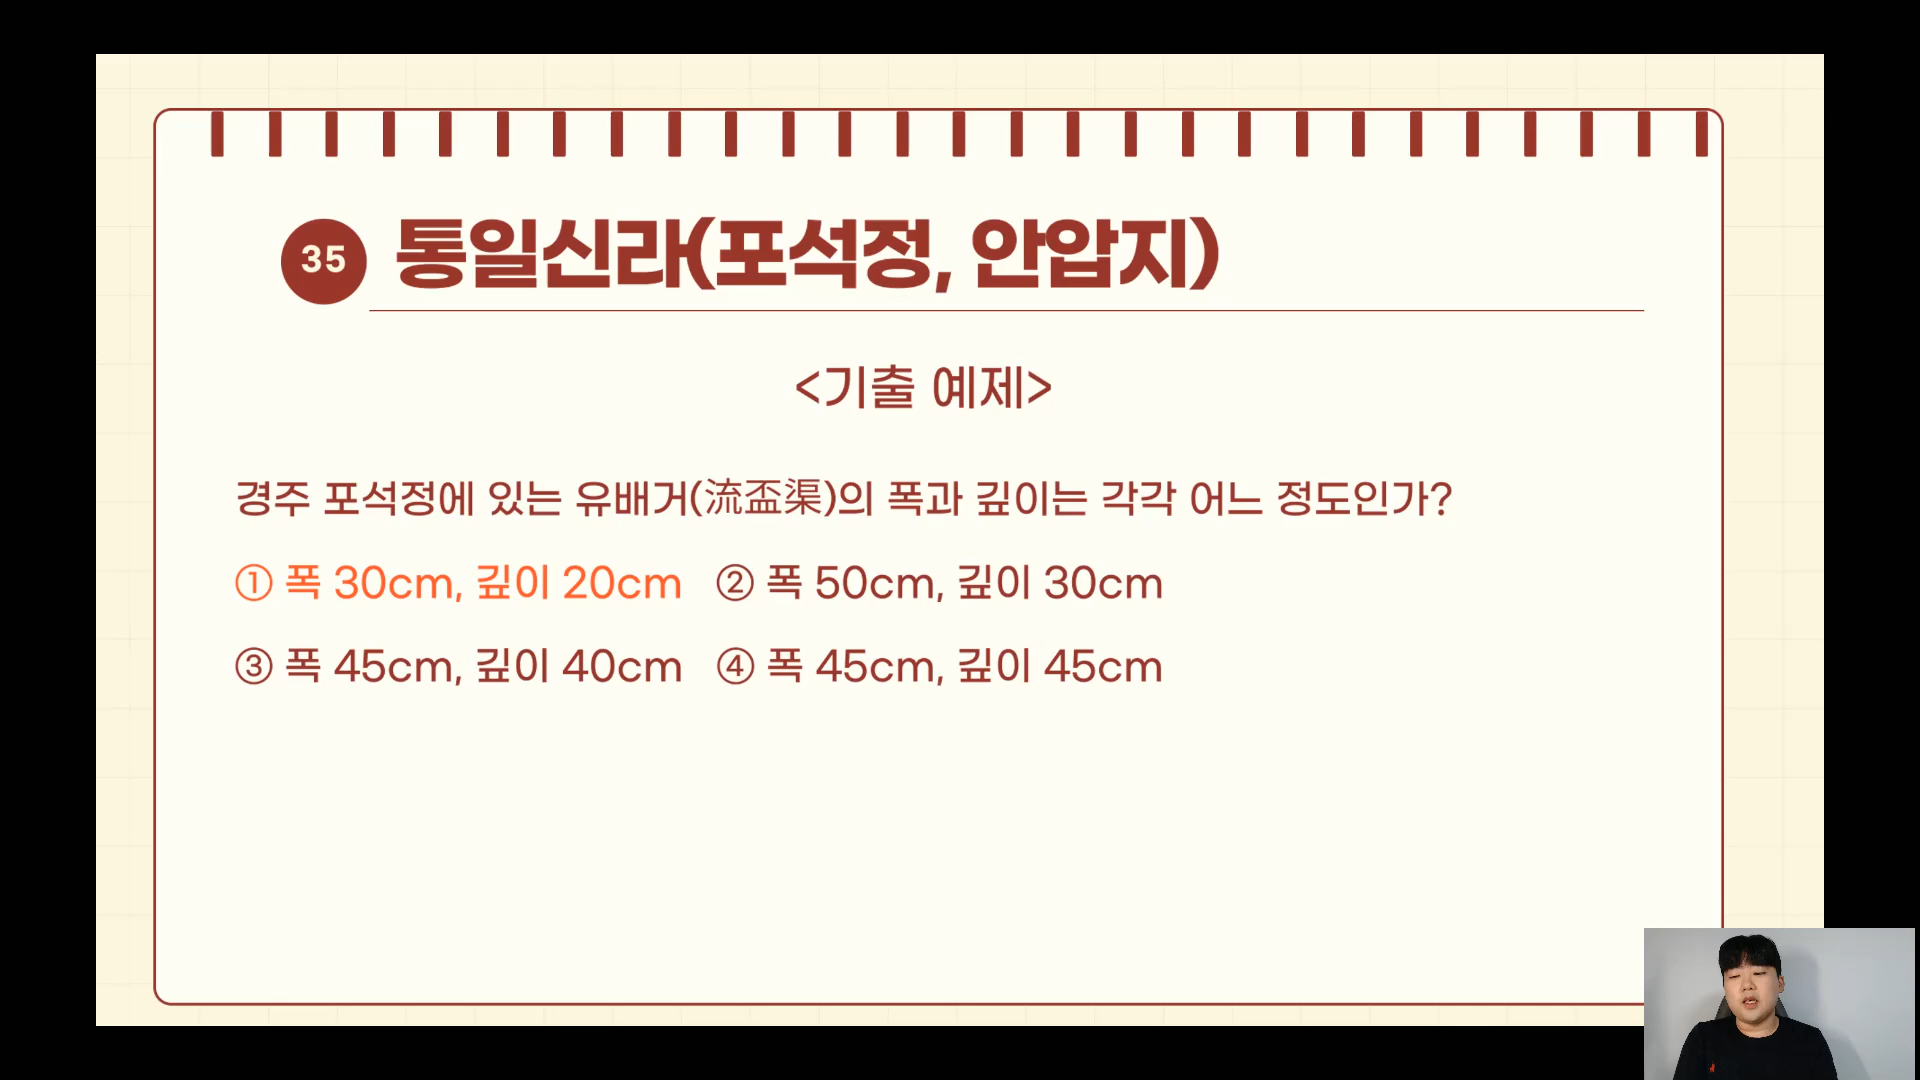 35 통일신라(포석정, 안압지)
<기출 예제>
경주 포석정에 있는 유배거(流盃渠)의 폭과 깊이는 각각 어느 정도인가?
① 폭 30cm, 깊이 20cm ② 폭 50cm, 깊이 30cm
③ 폭 45cm, 깊이 40cm ④ 폭 45cm, 깊이 45cm